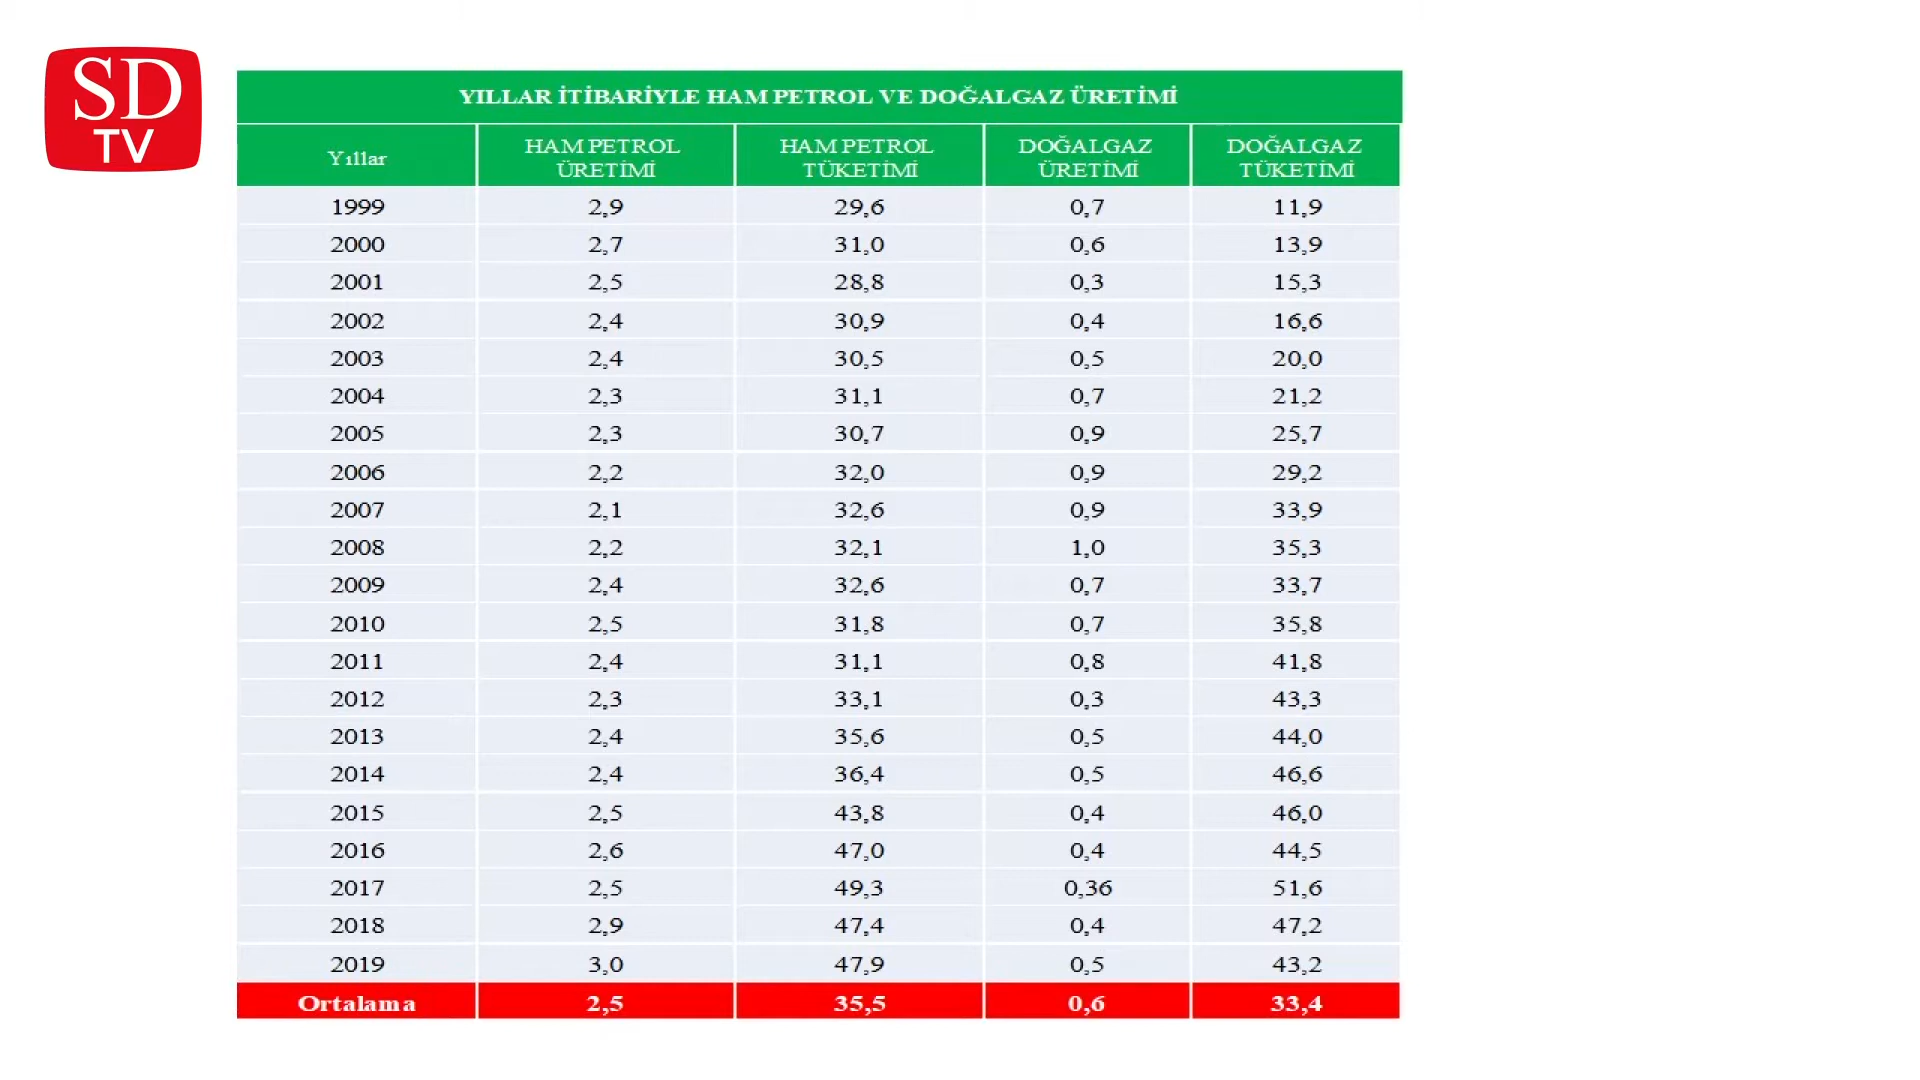 SD
TV
YILLAR İTİBARİYLE HAM PETROL VE DOĞALGAZ ÜRETİMİ
Yıllar HAM PETROL ÜRETİMİ HAM PETROL TÜKETİMİ DOĞALGAZ ÜRETİMİ DOĞALGAZ TÜKETİMİ
1999 2,9 29,6 0,7 11,9
2000 2,7 31,0 0,6 13,9
2001 2,5 28,8 0,3 15,3
2002 2,4 30,9 0,4 16,6
2003 2,4 30,5 0,5 20,0
2004 2,3 31,1 0,7 21,2
2005 2,3 30,7 0,9 25,7
2006 2,2 32,0 0,9 29,2
2007 2,1 32,6 0,9 33,9
2008 2,2 32,1 1,0 35,3
2009 2,4 32,6 0,7 33,7
2010 2,5 31,8 0,7 35,8
2011 2,4 31,1 0,8 41,8
2012 2,3 33,1 0,3 43,3
2013 2,4 35,6 0,5 44,0
2014 2,4 36,4 0,5 46,6
2015 2,5 43,8 0,4 46,0
2016 2,6 47,0 0,4 44,5
2017 2,5 49,3 0,36 51,6
2018 2,9 47,4 0,4 47,2
2019 3,0 47,9 0,5 43,2
Ortalama 2,5 35,5 0,6 33,4